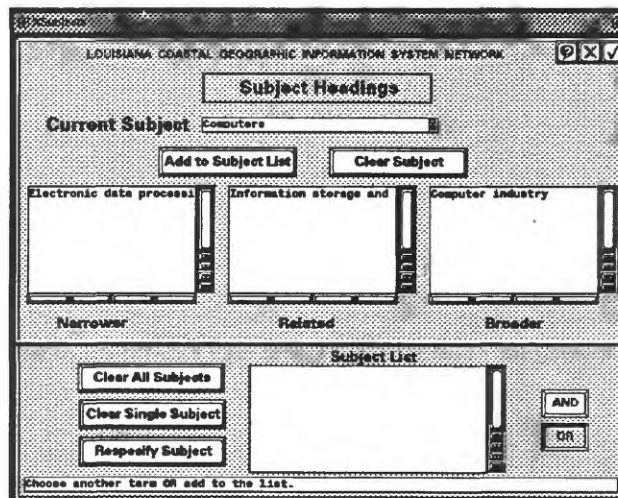 XSubjects
LOUISIANA COASTAL GEOGRAPHIC INFORMATION SYSTEM NETWORK
Subject Headings
Current Subject Computers
Add to Subject List Clear Subject
Electronic data processi Information storage and Computer industry
Narrower Related Broader
Subject List
Clear All Subjects
Clear Single Subject
Respecify Subject
AND
OR
Choose another term OR add to the list.